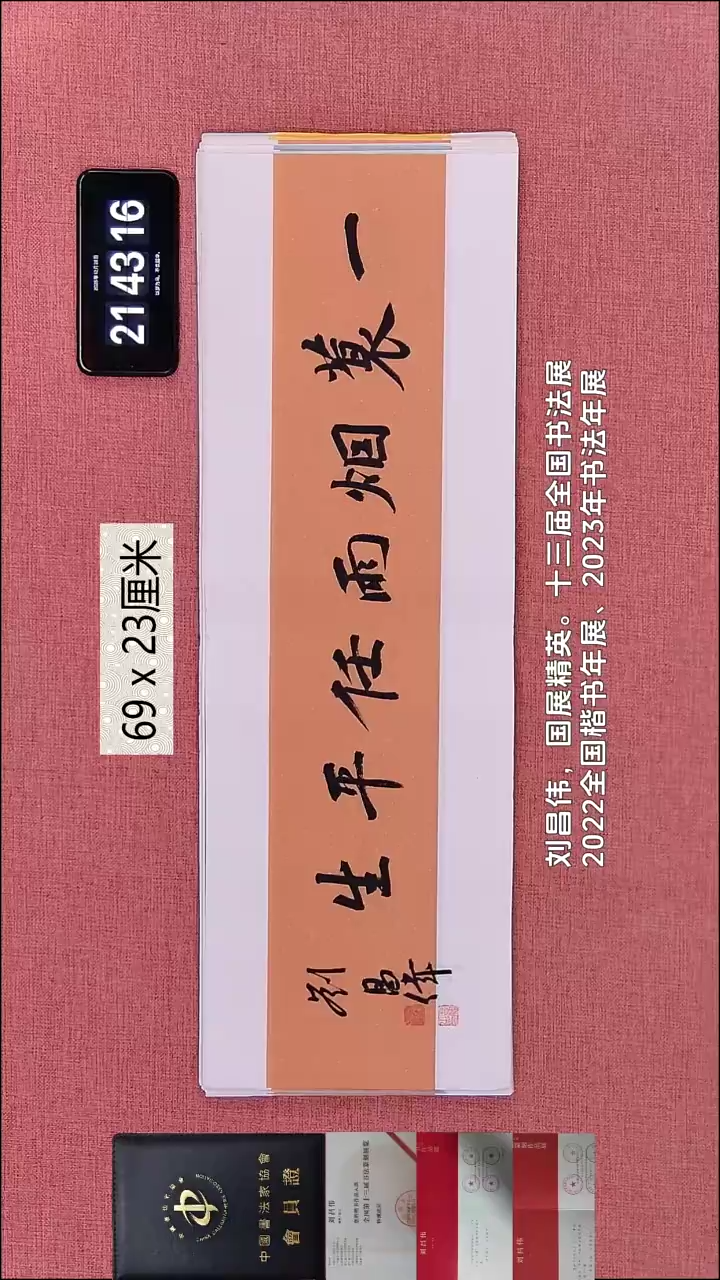 一蓑烟雨任平生
劉昌偉
21 43 16
69 x 23厘米
刘昌伟，国展精英。十三届全国书法展
2022全国楷书年展、2023年书法年展
中國書法家協會
會員證
刘昌伟